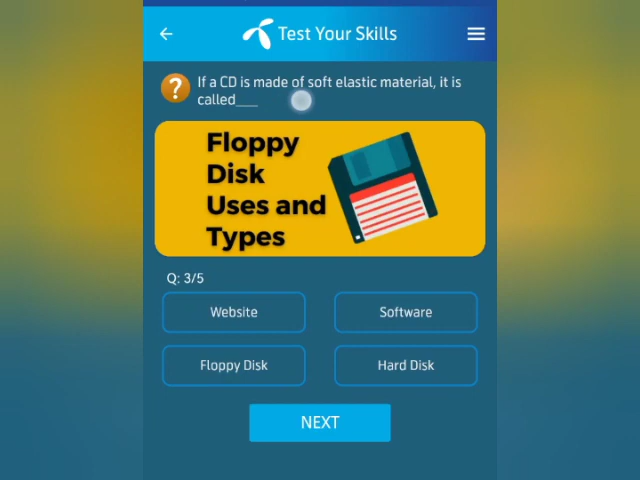 Test Your Skills
?
If a CD is made of soft elastic material, it is
called___
Floppy
Disk
Uses and
Types
Q: 3/5
Website
Software
Floppy Disk
Hard Disk
NEXT